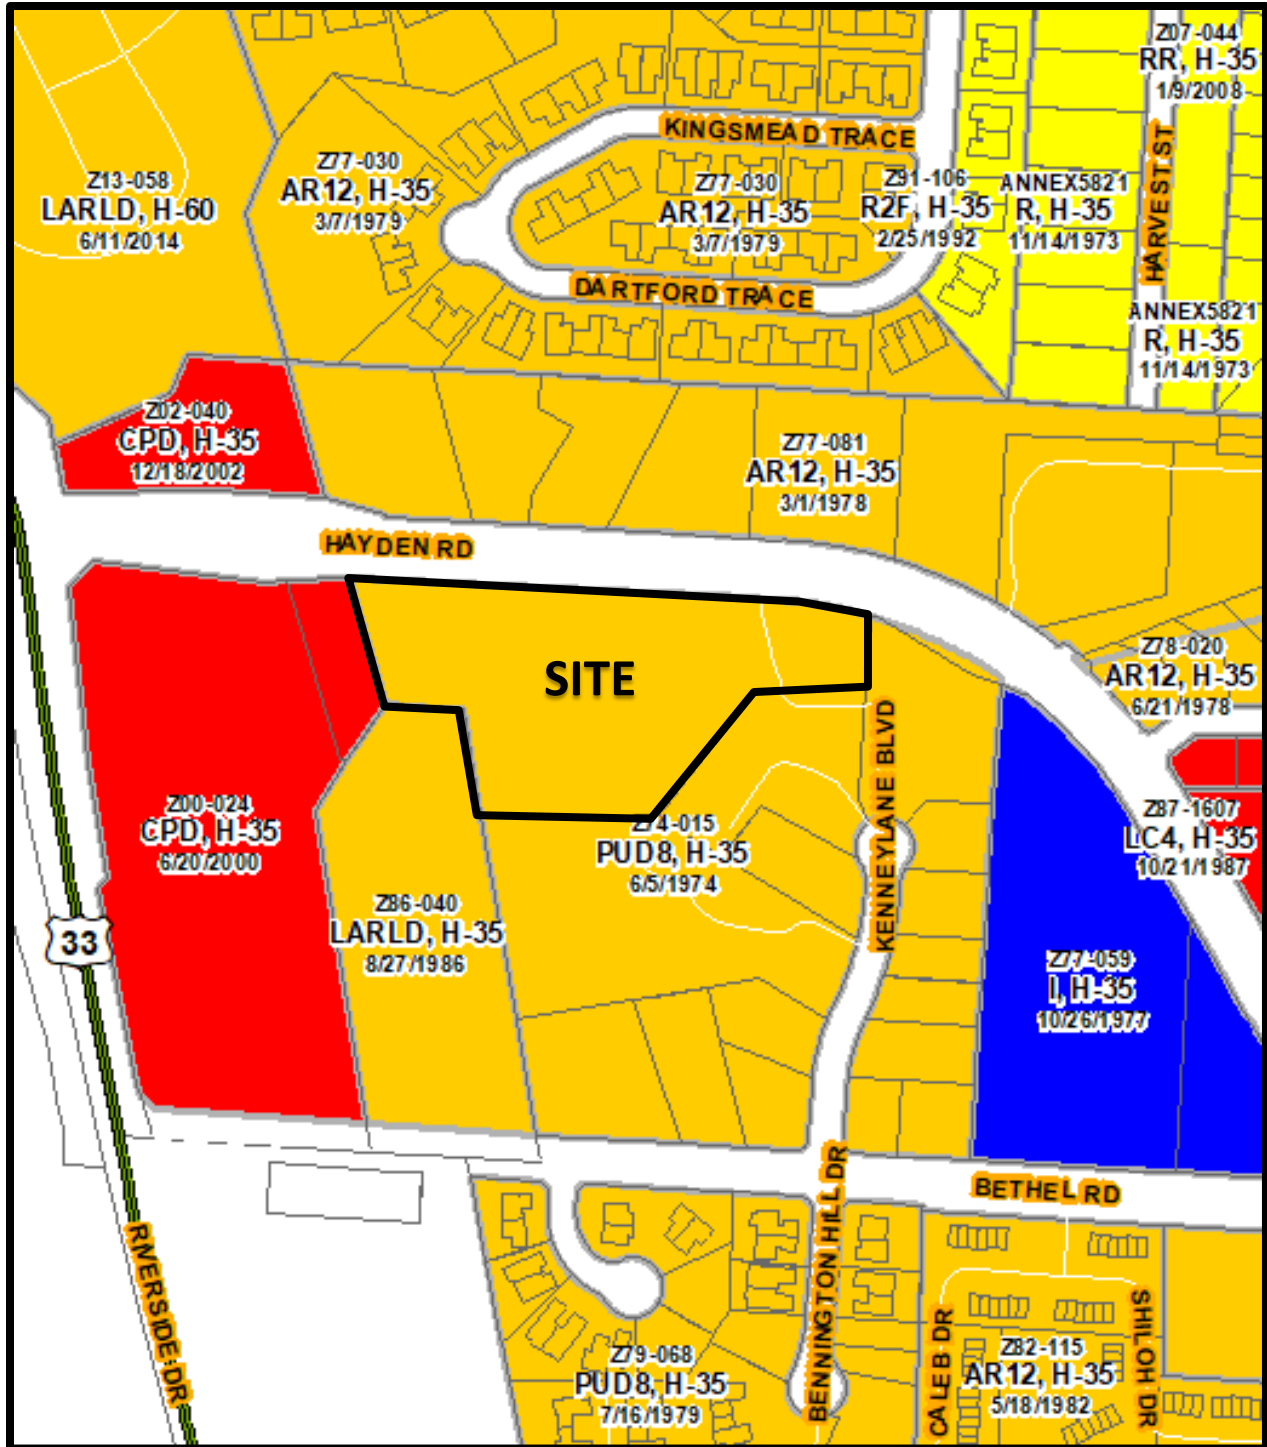 Z07-044
RR, H-35
1/9/2008
KINGSMEAD TRACE
HARVEST ST
Z13-058
LARLD, H-60
6/11/2014
Z77-030
AR12, H-35
3/7/1979
Z77-030
AR12, H-35
3/7/1979
Z91-106
R2F, H-35
2/25/1992
ANNEX5821
R, H-35
11/14/1973
DARTFORD TRACE
ANNEX5821
R, H-35
11/14/1973
Z02-040
CPD, H-35
12/18/2002
Z77-081
AR12, H-35
3/1/1978
HAYDEN RD
SITE
Z78-020
AR12, H-35
6/21/1978
KENNEYLANE BLVD
Z00-024
CPD, H-35
6/20/2000
Z74-015
PUD8, H-35
6/5/1974
Z87-1607
LC4, H-35
10/21/1987
Z86-040
LARLD, H-35
8/27/1986
33
Z77-059
I, H-35
10/26/1977
BETHEL RD
BENNINGTON HILL DR
RIVERSIDE DR
Z79-068
PUD8, H-35
7/16/1979
CALEB DR
Z82-115
AR12, H-35
5/18/1982
SHILOH DR